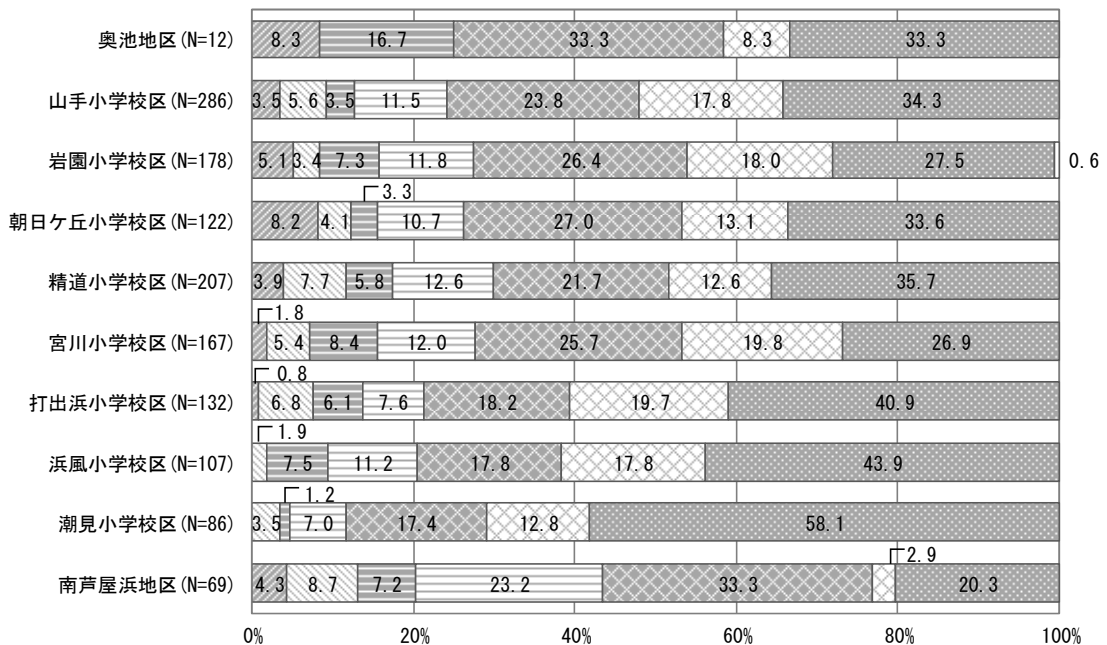 奥池地区(N=12) 8.3 16.7 33.3 8.3 33.3
山手小学校区(N=286) 3.5 5.6 3.5 11.5 23.8 17.8 34.3
岩園小学校区(N=178) 5.1 3.4 7.3 11.8 26.4 18.0 27.5 0.6
3.3
朝日ケ丘小学校区(N=122) 8.2 4.1 10.7 27.0 13.1 33.6
精道小学校区(N=207) 3.9 7.7 5.8 12.6 21.7 12.6 35.7
1.8
宮川小学校区(N=167) 5.4 8.4 12.0 25.7 19.8 26.9
0.8
打出浜小学校区(N=132) 6.8 6.1 7.6 18.2 19.7 40.9
1.9
浜風小学校区(N=107) 7.5 11.2 17.8 17.8 43.9
1.2
潮見小学校区(N=86) 3.5 7.0 17.4 12.8 58.1
2.9
南芦屋浜地区(N=69) 4.3 8.7 7.2 23.2 33.3 20.3
0% 20% 40% 60% 80% 100%